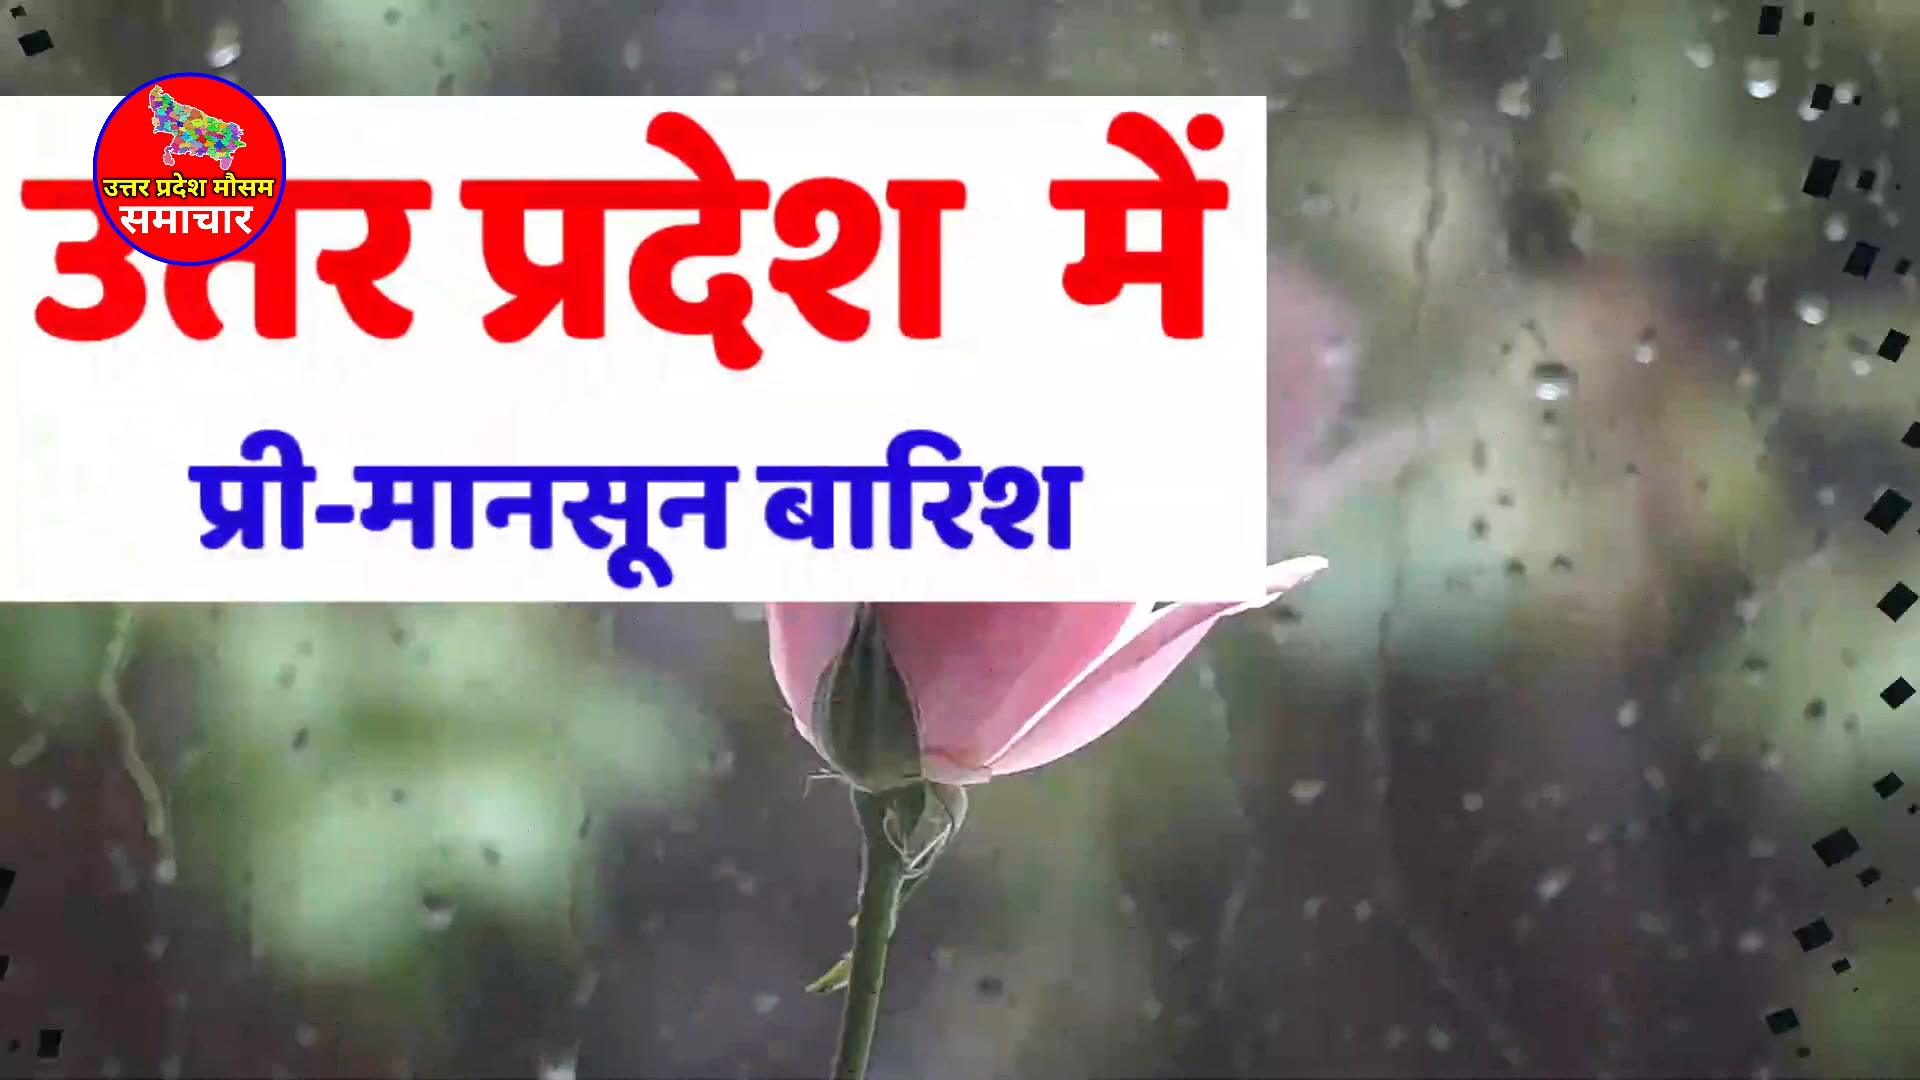 उत्तर प्रदेश मौसम
समाचार
उत्तर प्रदेश में
प्री-मानसून बारिश